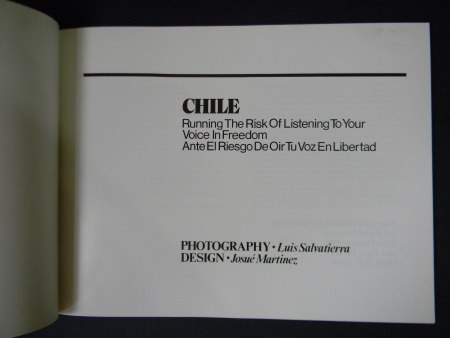 CHILE
Running The Risk Of Listening To Your
Voice In Freedom
Ante El Riesgo De Oir Tu Voz En Libertad
PHOTOGRAPHY • Luis Salvatierra
DESIGN • Josué Martinez